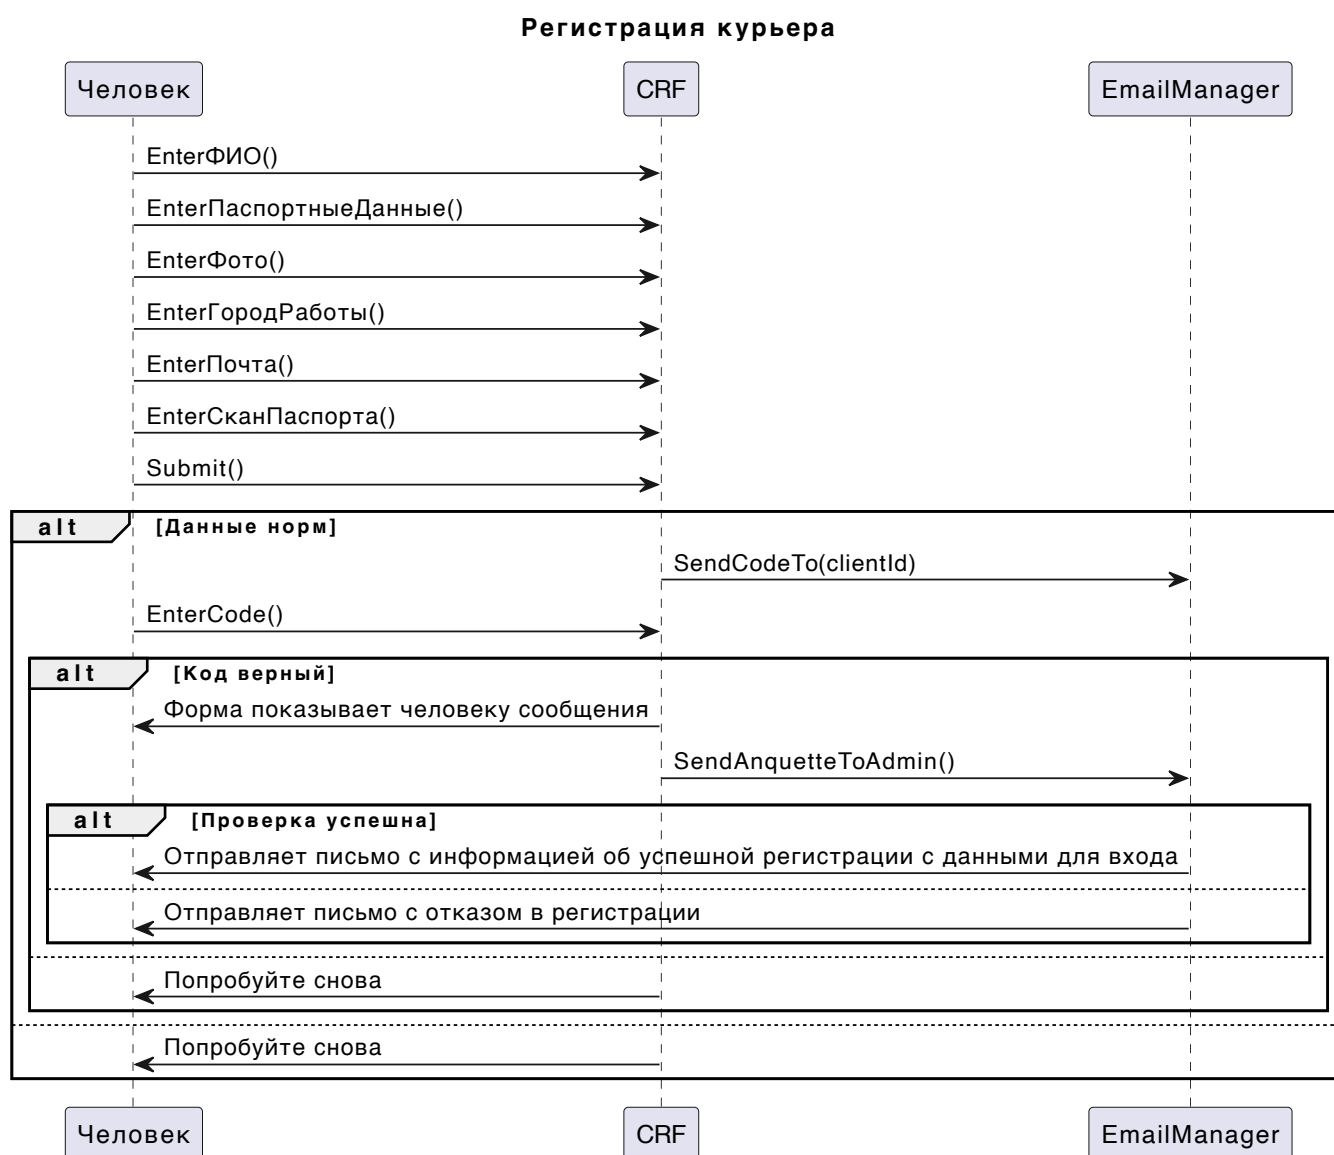 Регистрация курьера
Человек
CRF
EmailManager
EnterФИО()
EnterПаспортныеДанные()
EnterФото()
EnterГородРаботы()
EnterПочта()
EnterСканПаспорта()
Submit()
alt [Данные норм]
SendCodeTo(clientId)
EnterCode()
alt [Код верный]
Форма показывает человеку сообщения
SendAnquetteToAdmin()
alt [Проверка успешна]
Отправляет письмо с информацией об успешной регистрации с данными для входа
Отправляет письмо с отказом в регистрации
Попробуйте снова
Попробуйте снова
Человек
CRF
EmailManager